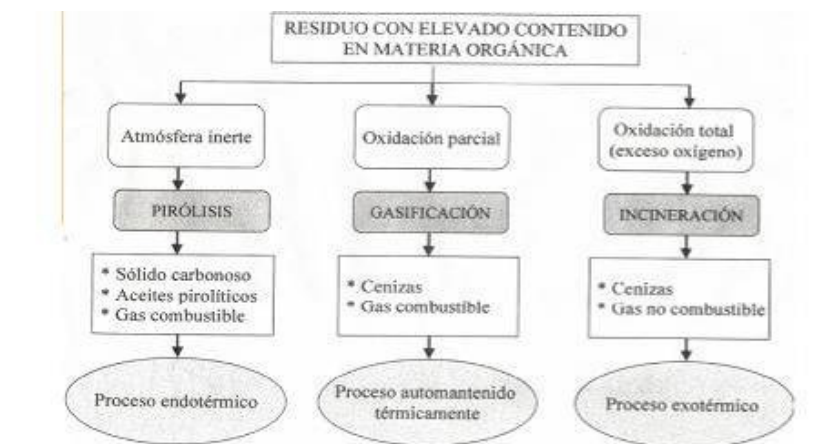 RESIDUO CON ELEVADO CONTENIDO
EN MATERIA ORGÁNICA
Atmósfera inerte
Oxidación parcial
Oxidación total
(exceso oxígeno)
PIRÓLISIS
GASIFICACIÓN
INCINERACIÓN
* Sólido carbonoso
* Aceites pirolíticos
* Gas combustible
* Cenizas
* Gas combustible
* Cenizas
* Gas no combustible
Proceso endotérmico
Proceso automantenido
térmicamente
Proceso exotérmico